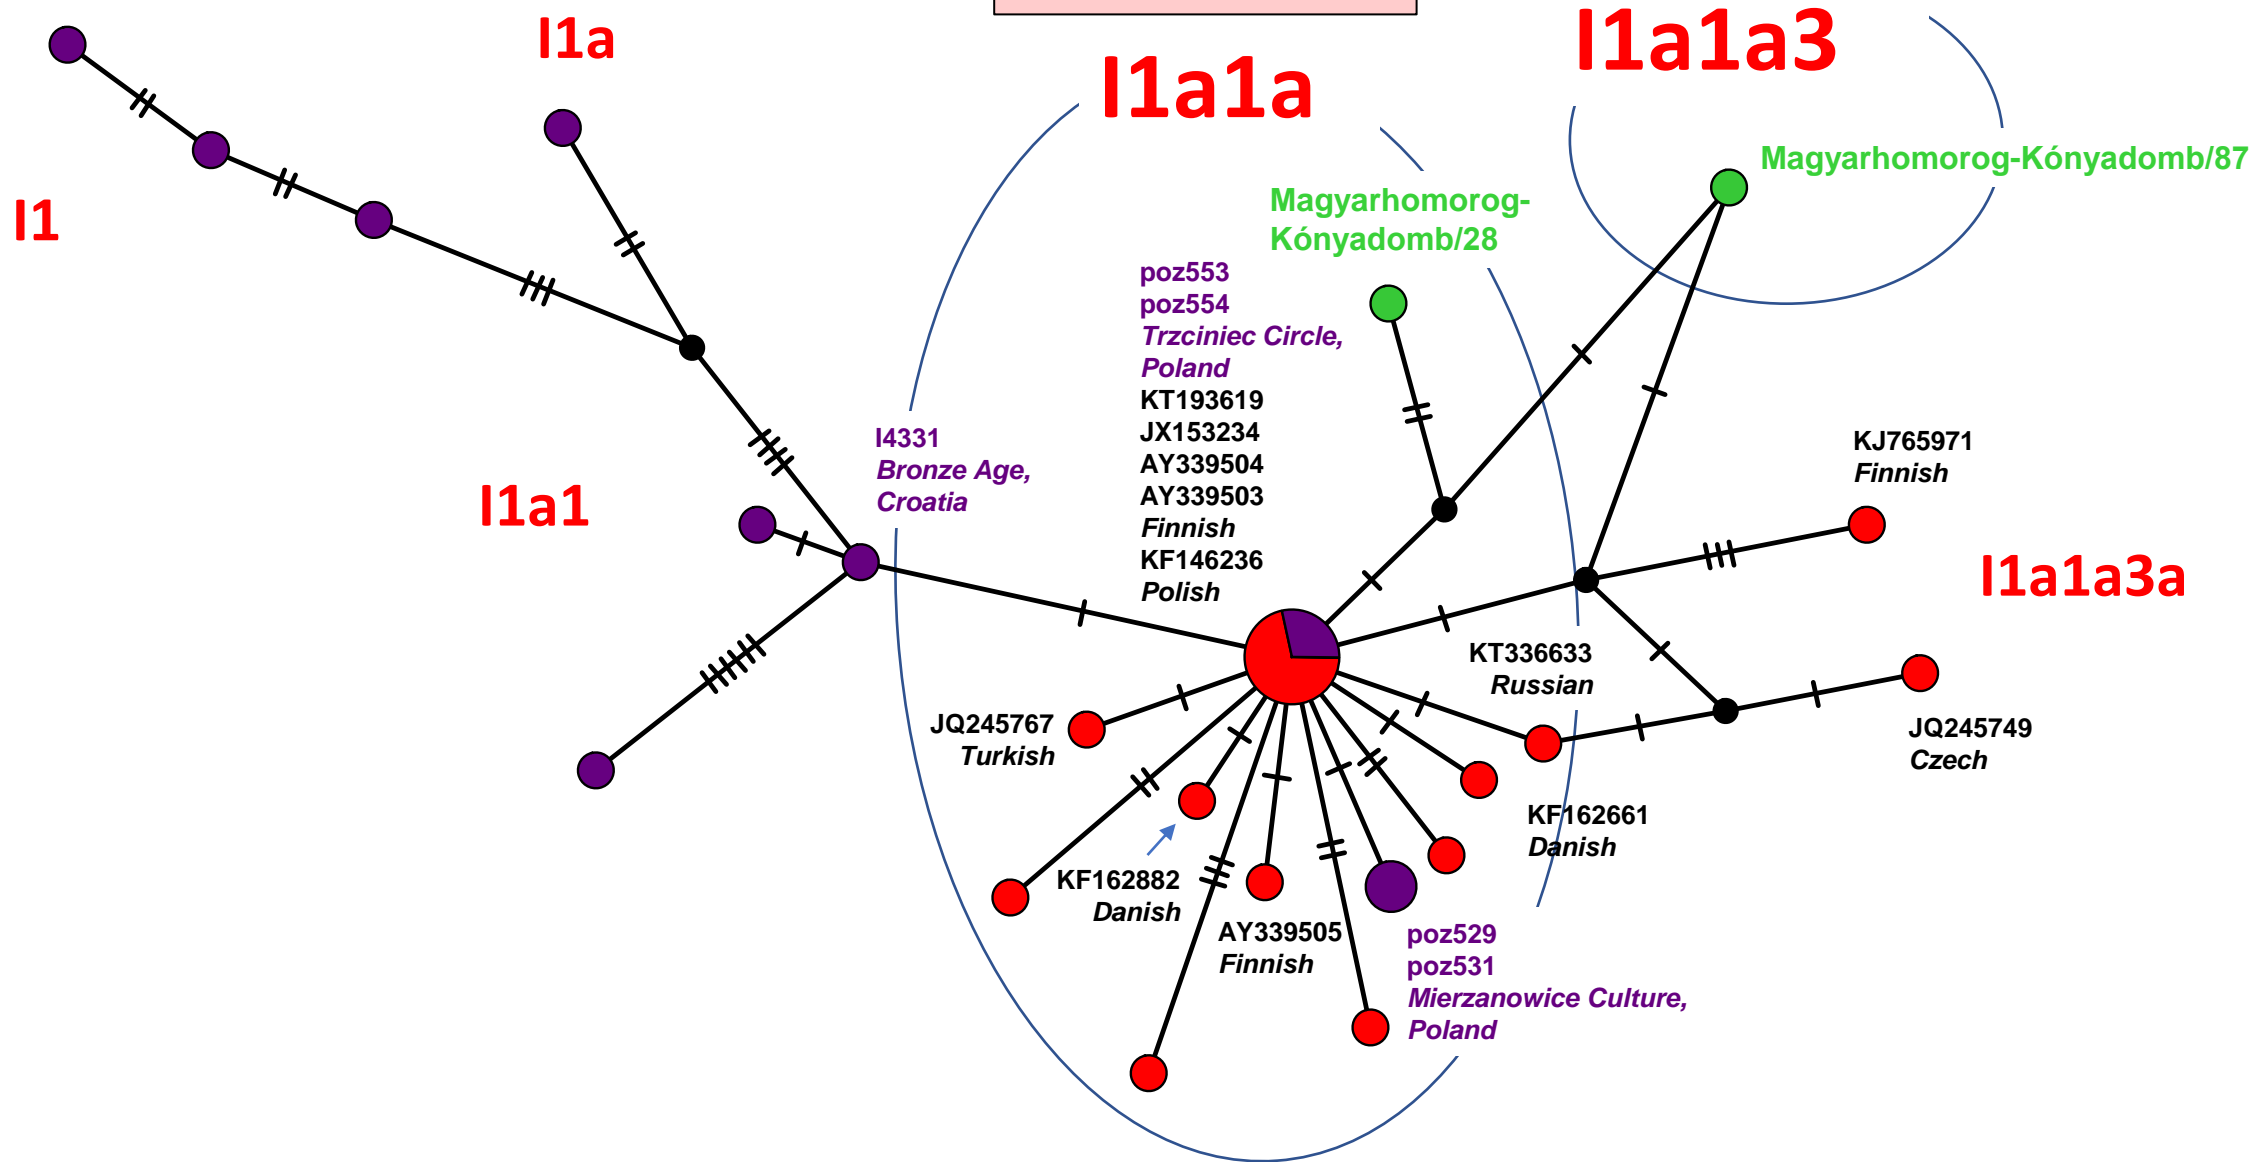 I1a
I1a1a
I1a1a3
I1
Magyarhomorog-Kónyadomb/87
Magyarhomorog-
Kónyadomb/28
poz553
poz554
Trzciniec Circle,
Poland
KT193619
JX153234
AY339504
AY339503
Finnish
KF146236
Polish
I4331
Bronze Age,
Croatia
I1a1
KJ765971
Finnish
I1a1a3a
KT336633
Russian
JQ245767
Turkish
JQ245749
Czech
KF162661
Danish
KF162882
Danish
AY339505
Finnish
poz529
poz531
Mierzanowice Culture,
Poland